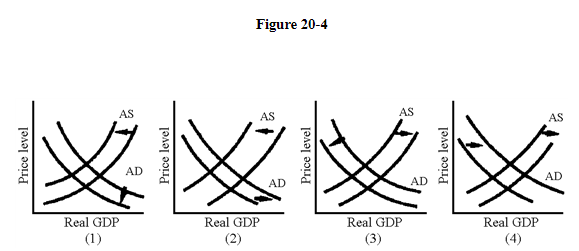 Figure 20-4
Price level
AS
AD
Real GDP
(1)
Price level
AS
AD
Real GDP
(2)
Price level
AS
AD
Real GDP
(3)
Price level
AS
AD
Real GDP
(4)